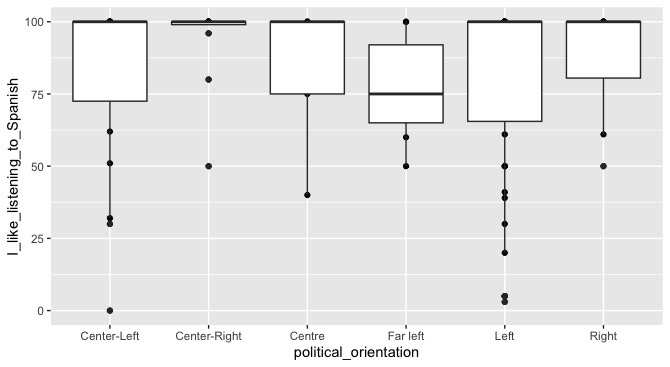 I_like_listening_to_Spanish
100
75
50
25
0
Center-Left Center-Right Centre Far left Left Right
political_orientation